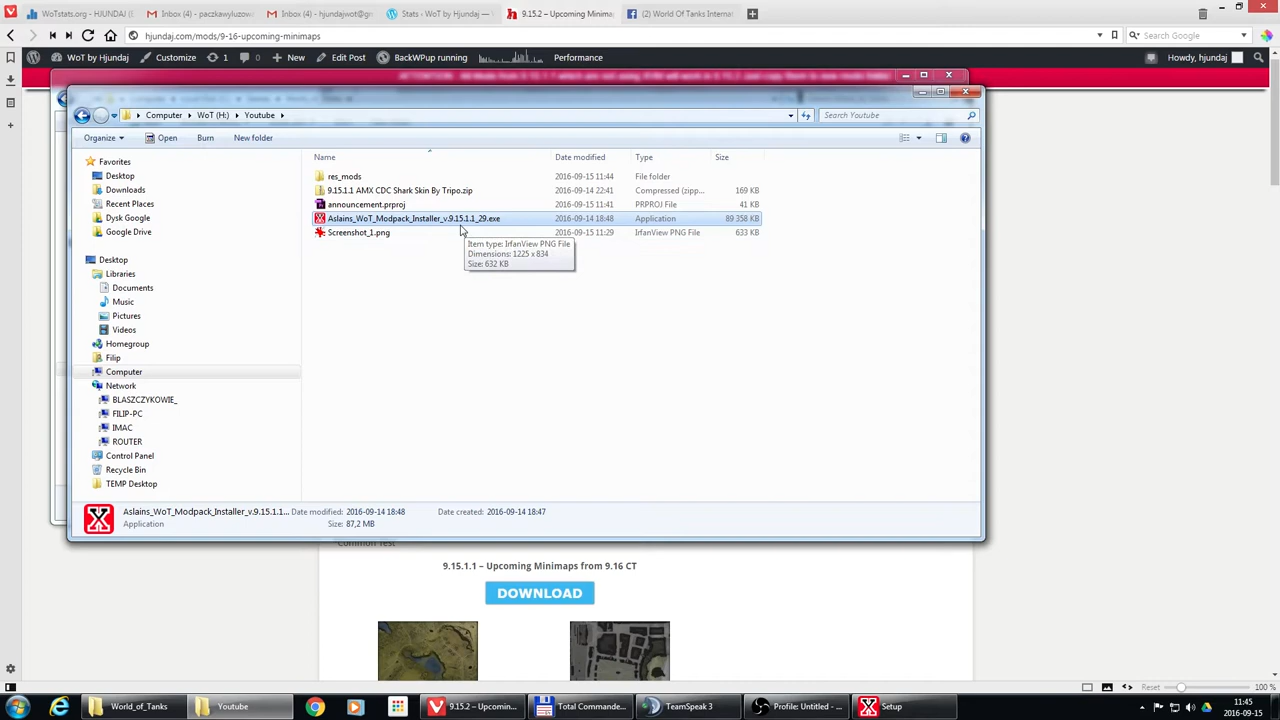 WoTstats.org - HJUNDAJ
Inbox (4) - paczkawyluzow
Inbox (4) - hjundajwot@gr
Stats ‹ WoT by Hjundaj —
9.15.2 – Upcoming Minima
(2) World Of Tanks Internat
hjundaj.com/mods/9-16-upcoming-minimaps
Search Google
WoT by Hjundaj
Customize
1
0
New
Edit Post
BackWPup running
Performance
Howdy, hjundaj
Computer
WoT (H:)
Youtube
Search Youtube
Organize
Open
Burn
New folder
Name
Date modified
Type
Size
Favorites
Desktop
Downloads
Recent Places
Dysk Google
Google Drive
Desktop
Libraries
Documents
Music
Pictures
Videos
Homegroup
Filip
Computer
Network
BLASZCZYKOWIE_
FILIP-PC
IMAC
ROUTER
Control Panel
Recycle Bin
TEMP Desktop
res_mods
2016-09-15 11:44
File folder
9.15.1.1 AMX CDC Shark Skin By Tripo.zip
2016-09-14 22:41
Compressed (zipp...
169 KB
announcement.prproj
2016-09-15 11:41
PRPROJ File
41 KB
Aslains_WoT_Modpack_Installer_v.9.15.1.1_29.exe
2016-09-14 18:48
Application
89 358 KB
Screenshot_1.png
2016-09-15 11:29
IrfanView PNG File
633 KB
Item type: IrfanView PNG File
Dimensions: 1225 x 834
Size: 632 KB
Aslains_WoT_Modpack_Installer_v.9.15.1.1...
Date modified: 2016-09-14 18:48
Date created: 2016-09-14 18:47
Application
Size: 87,2 MB
Common Test
9.15.1.1 – Upcoming Minimaps from 9.16 CT
DOWNLOAD
Reset
100 %
World_of_Tanks
Youtube
9.15.2 – Upcomin...
Total Commande...
TeamSpeak 3
Profile: Untitled - ...
Setup
11:45
2016-09-15